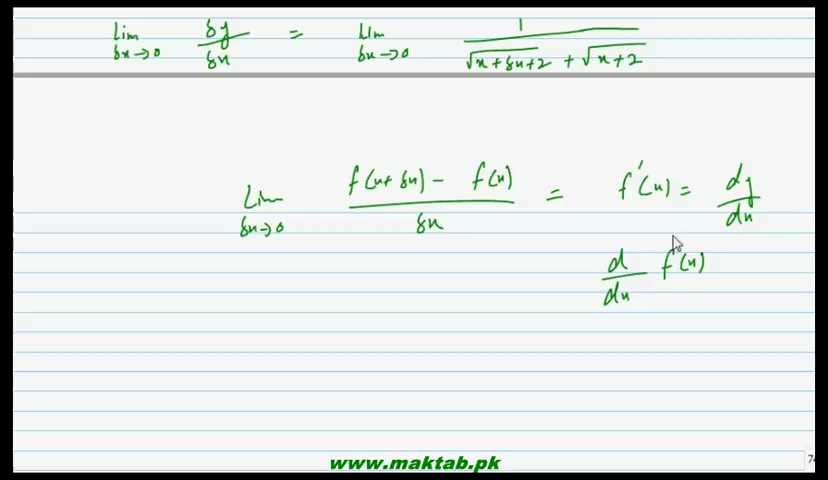 Lim δx→0 δy/δx = Lim δx→0 1/(√x+δx+2 + √x+2)
Lim δx→0 f(x+δx) - f(x) / δx = f'(x) = dy/dx
d/dx f(x)
www.maktab.pk